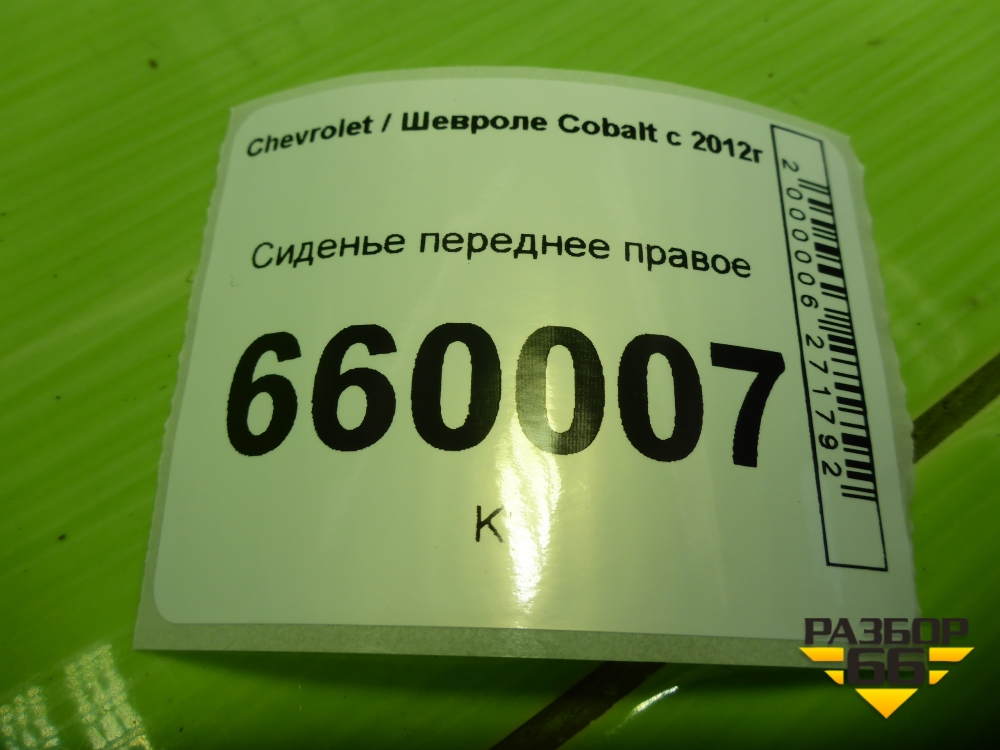 Chevrolet / Шевроле Cobalt с 2012г
Сиденье переднее правое
660007
К
2000006271792
РАЗБОР
66